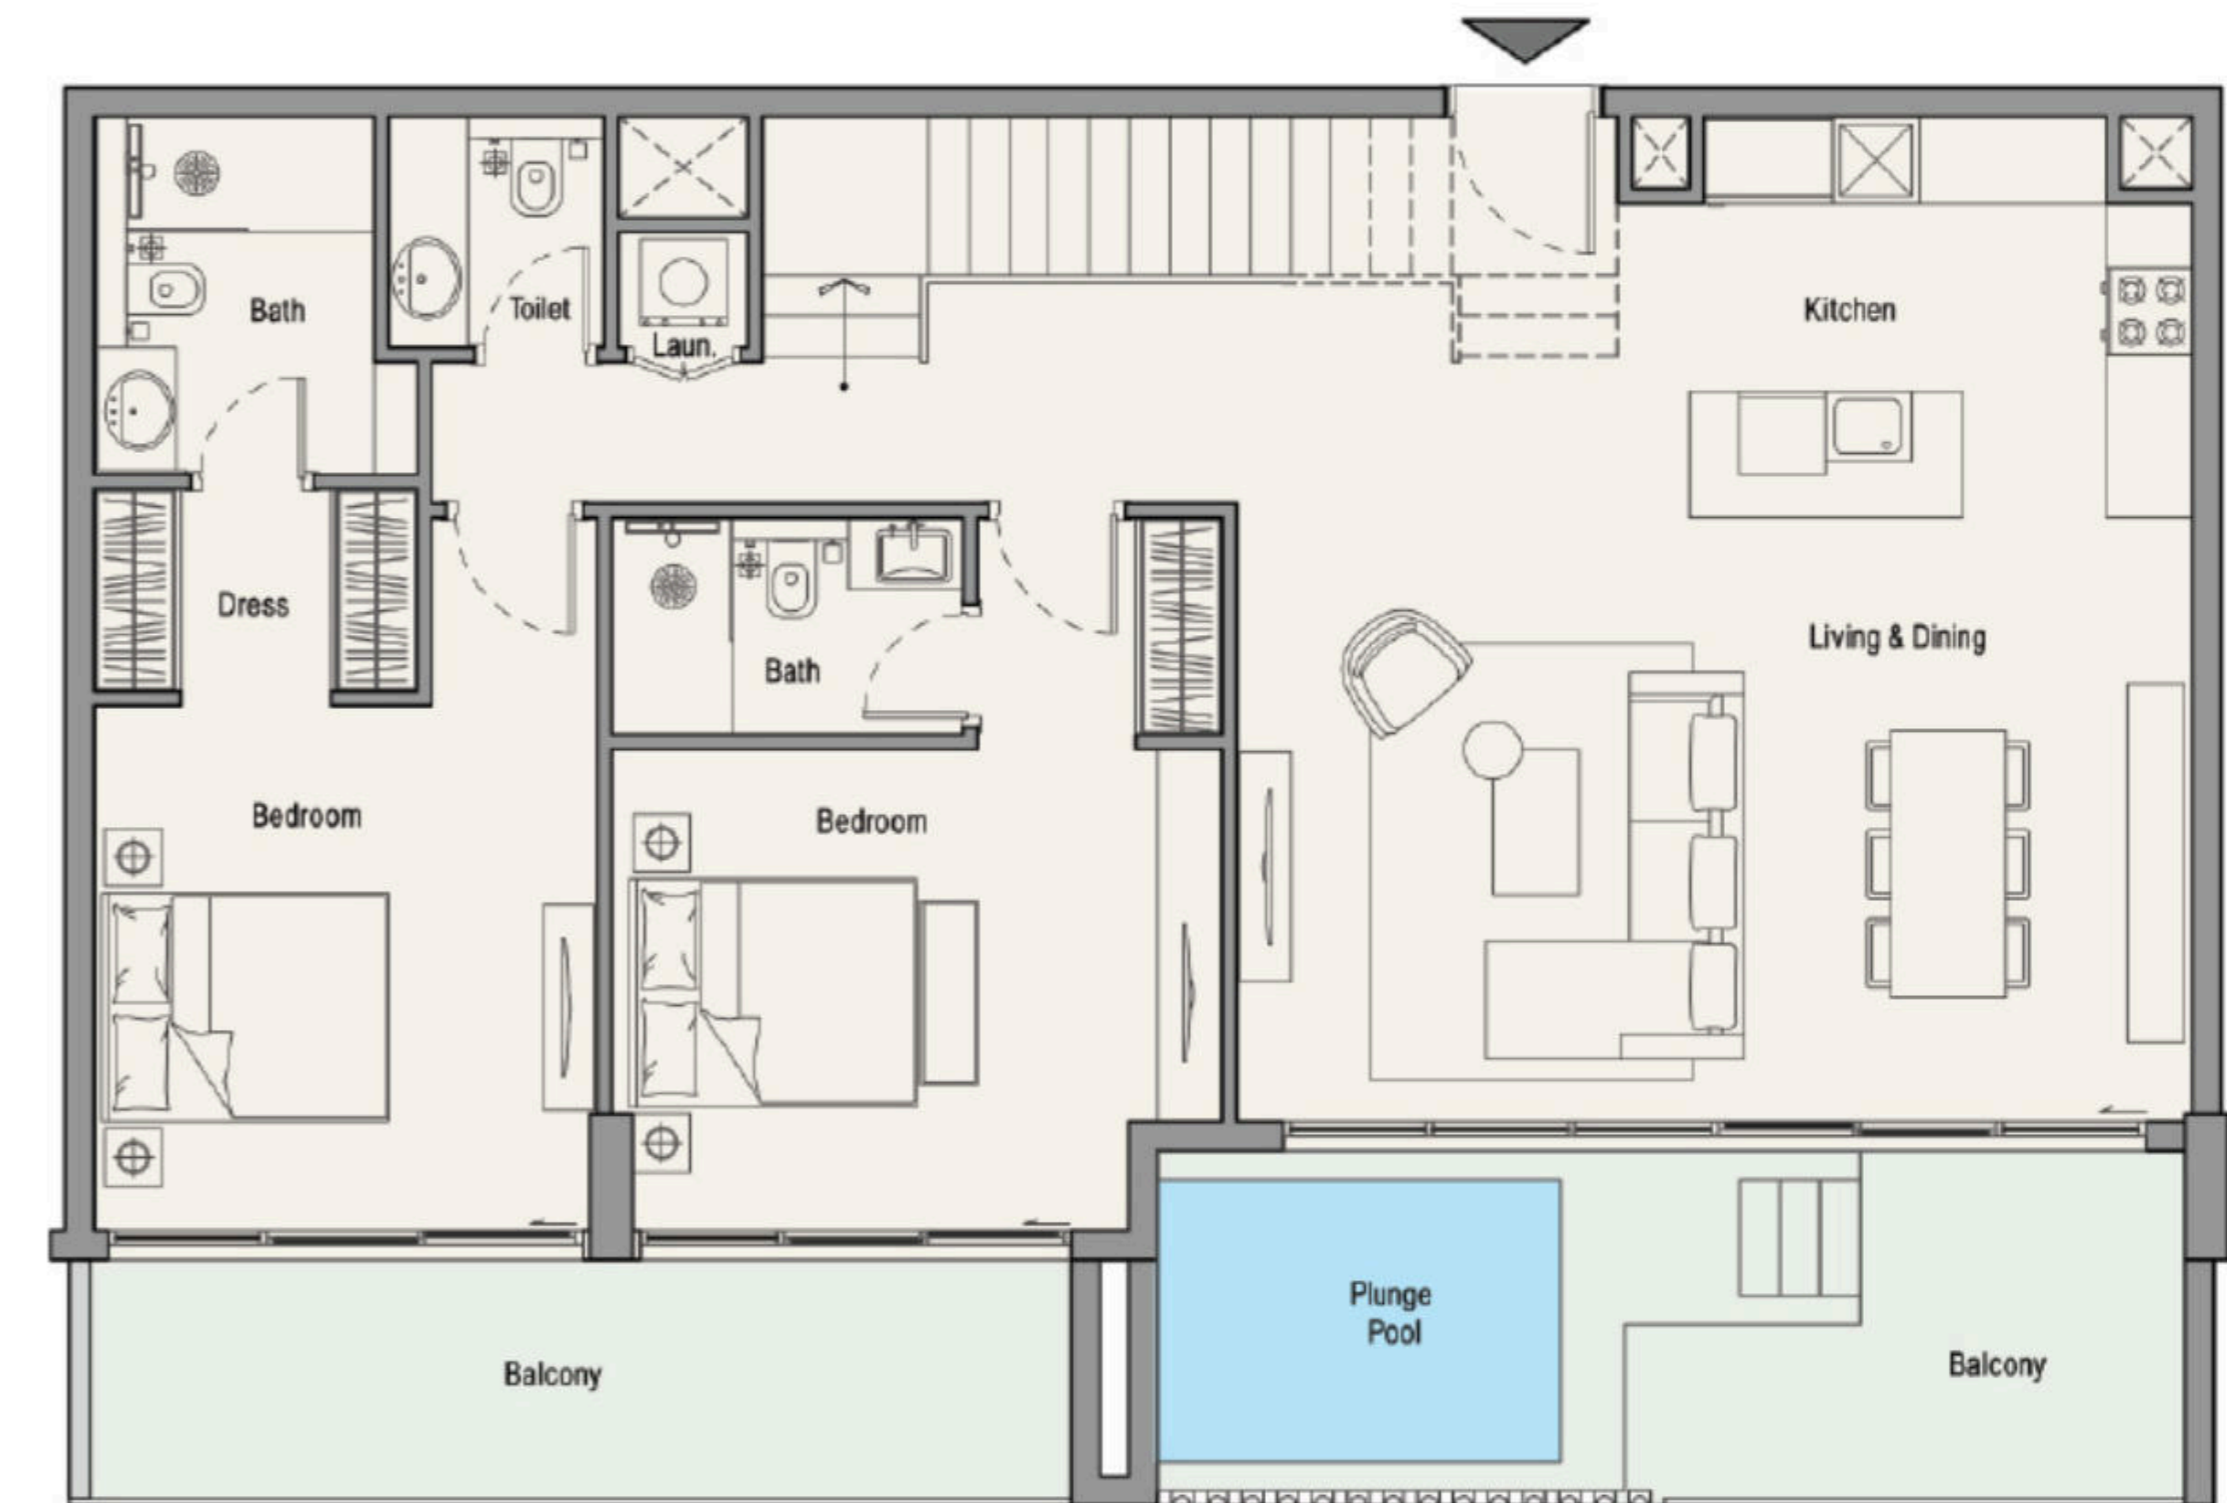 Bath
Toilet
Laun.
Kitchen
Dress
Living & Dining
Bath
Bedroom
Bedroom
Plunge
Pool
Balcony
Balcony